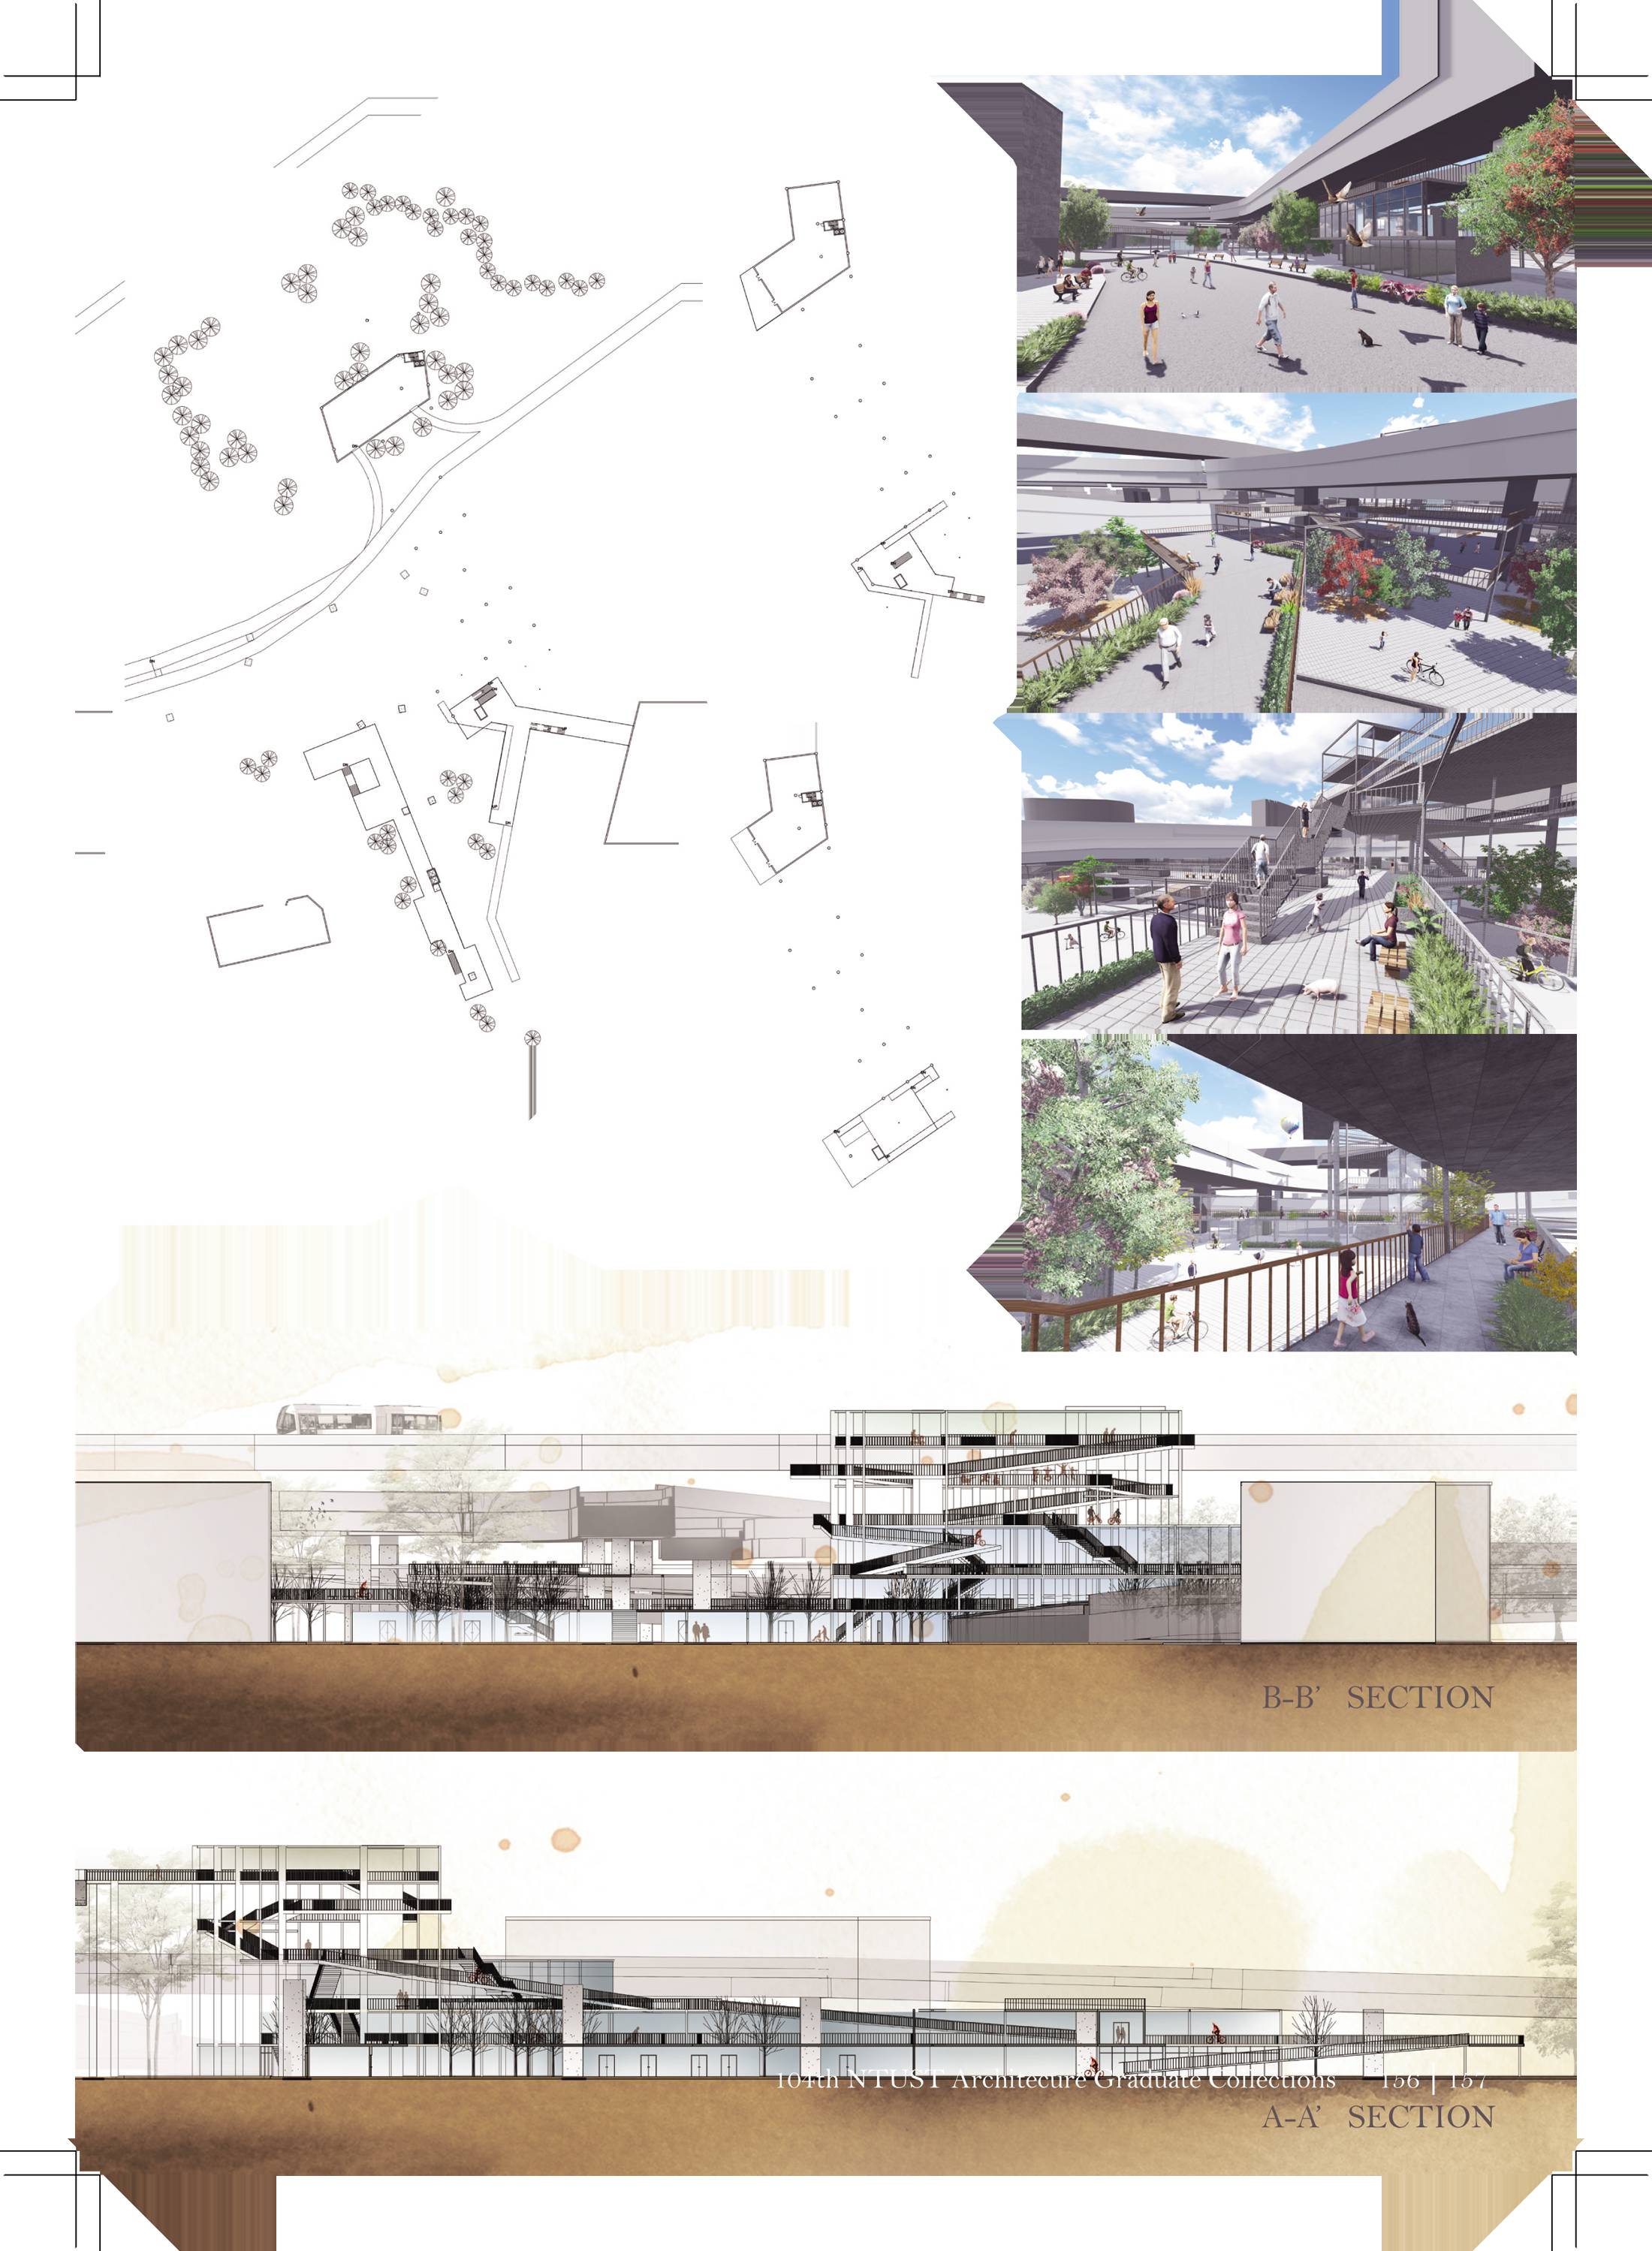 B-B’ SECTION
104th NTUST Architecure Graduate Collections 156 | 157
A-A’ SECTION